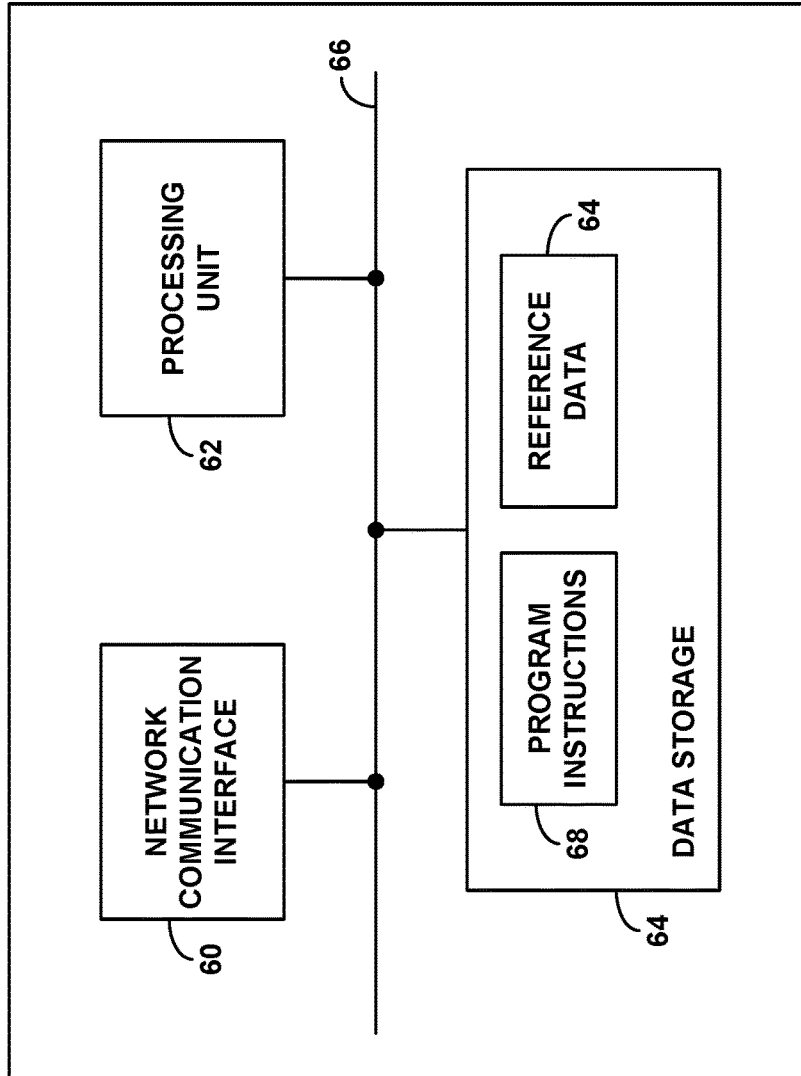 NETWORK
COMMUNICATION
INTERFACE
60
PROCESSING
UNIT
62
66
PROGRAM
INSTRUCTIONS
68
REFERENCE
DATA
64
DATA STORAGE
64